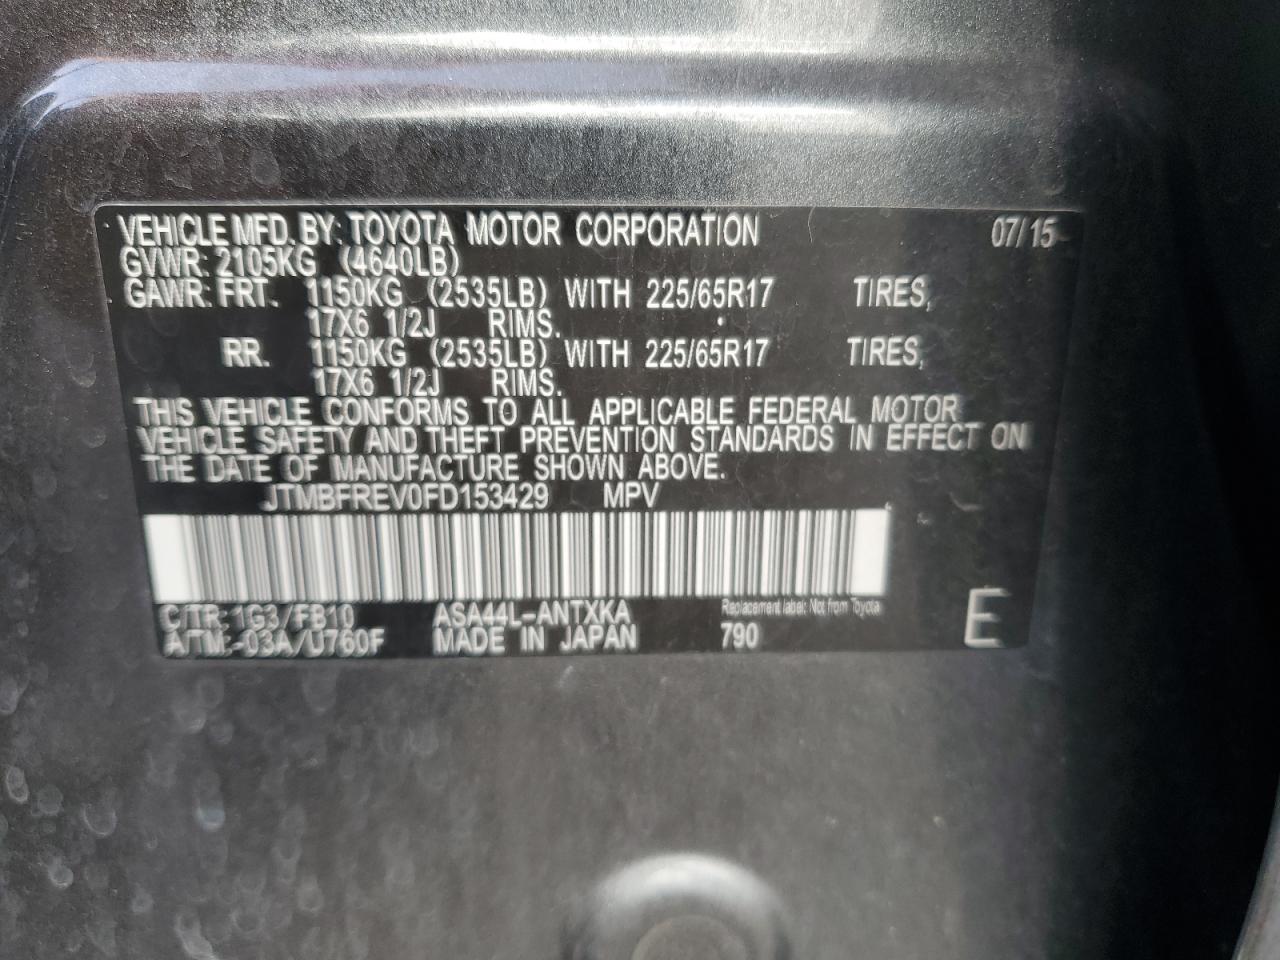 VEHICLE MFD. BY: TOYOTA MOTOR CORPORATION 07/15
GVWR: 2105KG (4640LB)
GAWR: FRT. 1150KG (2535LB) WITH 225/65R17 TIRES,
17X6 1/2J RIMS.
RR. 1150KG (2535LB) WITH 225/65R17 TIRES,
17X6 1/2J RIMS.
THIS VEHICLE CONFORMS TO ALL APPLICABLE FEDERAL MOTOR
VEHICLE SAFETY AND THEFT PREVENTION STANDARDS IN EFFECT ON
THE DATE OF MANUFACTURE SHOWN ABOVE.
JTMBFREV0FD153429 MPV
C/TR: 1G3/FB10 ASA44L-ANTXKA Replacement label: Not from Toyota
A/TM:-03A/U760F MADE IN JAPAN 790 E